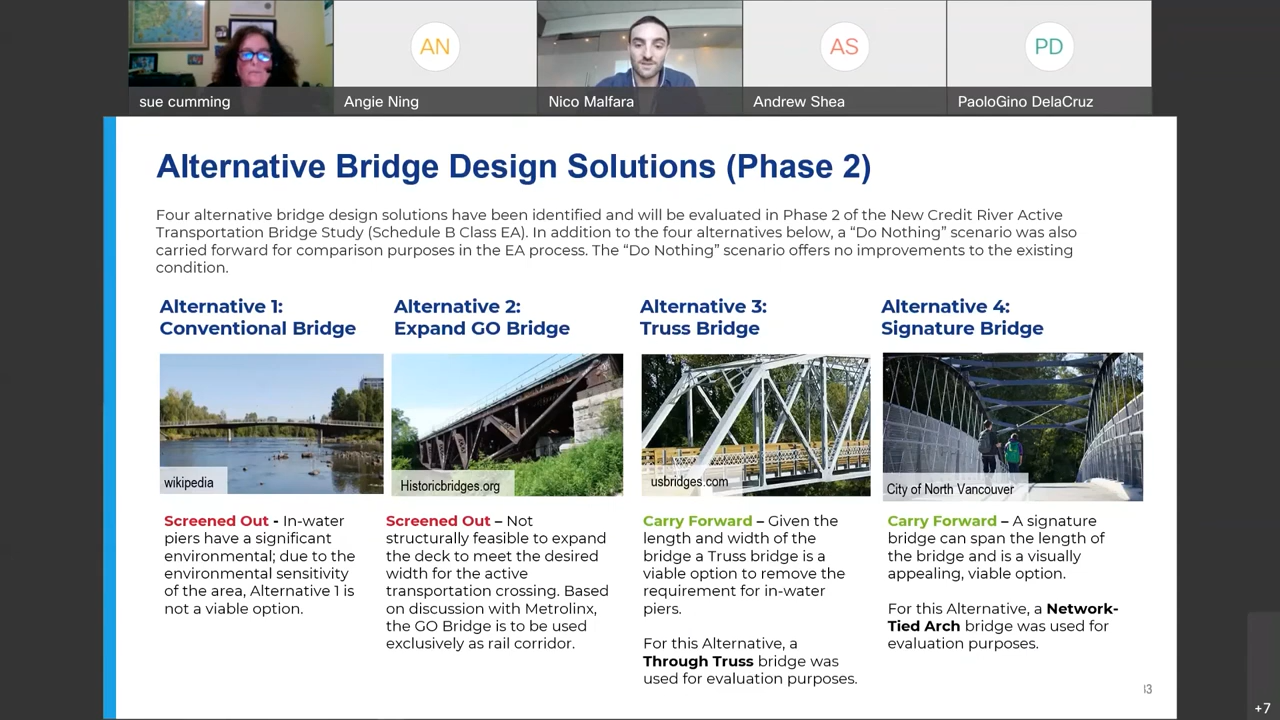 AN
AS
PD
sue cumming
Angie Ning
Nico Malfara
Andrew Shea
PaoloGino DelaCruz
Alternative Bridge Design Solutions (Phase 2)
Four alternative bridge design solutions have been identified and will be evaluated in Phase 2 of the New Credit River Active
Transportation Bridge Study (Schedule B Class EA). In addition to the four alternatives below, a “Do Nothing” scenario was also
carried forward for comparison purposes in the EA process. The “Do Nothing” scenario offers no improvements to the existing
condition.
Alternative 1:
Conventional Bridge
wikipedia
Screened Out - In-water
piers have a significant
environmental; due to the
environmental sensitivity
of the area, Alternative 1 is
not a viable option.
Alternative 2:
Expand GO Bridge
Historicbridges.org
Screened Out – Not
structurally feasible to expand
the deck to meet the desired
width for the active
transportation crossing. Based
on discussion with Metrolinx,
the GO Bridge is to be used
exclusively as rail corridor.
Alternative 3:
Truss Bridge
usbridges.com
Carry Forward – Given the
length and width of the
bridge a Truss bridge is a
viable option to remove the
requirement for in-water
piers.
For this Alternative, a
Through Truss bridge was
used for evaluation purposes.
Alternative 4:
Signature Bridge
City of North Vancouver
Carry Forward – A signature
bridge can span the length of
the bridge and is a visually
appealing, viable option.
For this Alternative, a Network-
Tied Arch bridge was used for
evaluation purposes.
+7